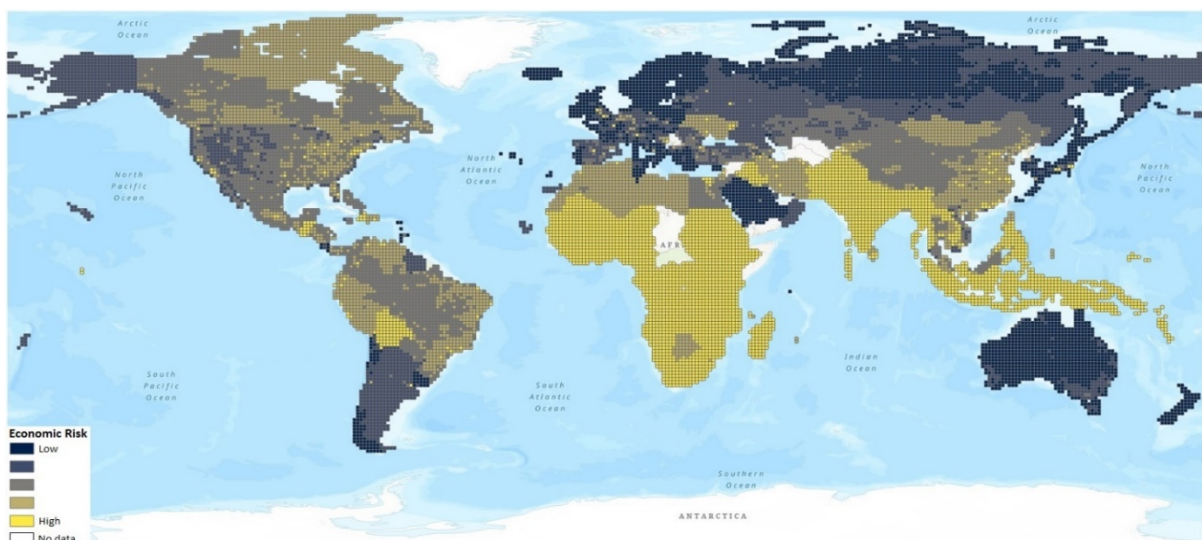 Arctic
Ocean
Arctic
Ocean
North
Pacific
Ocean
North
Atlantic
Ocean
North
Pacific
Ocean
AFR
Indian
Ocean
South
Pacific
Ocean
South
Atlantic
Ocean
Southern
Ocean
ANTARCTICA
Economic Risk
Low
High
No data